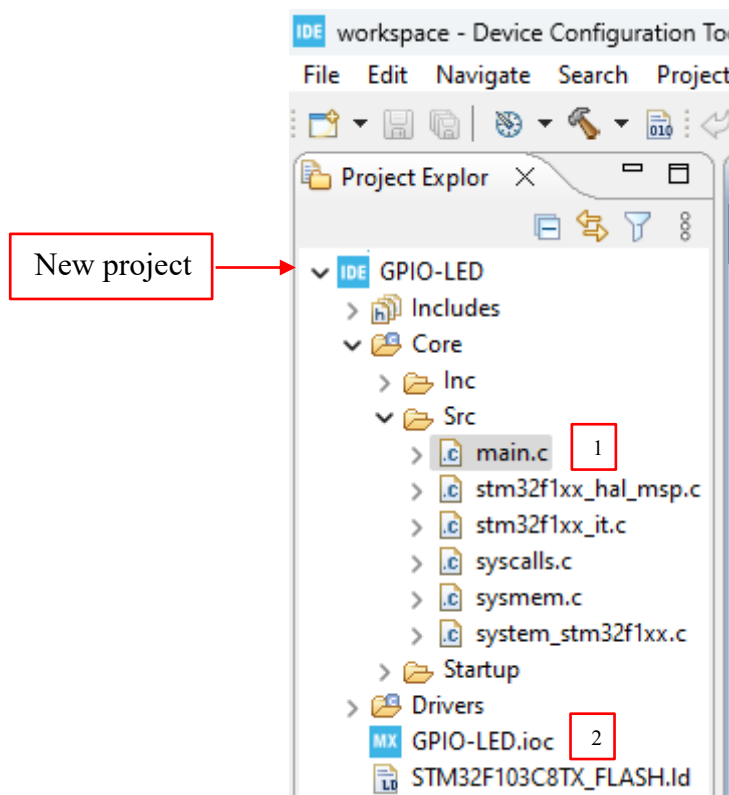 IDE workspace - Device Configuration To
File Edit Navigate Search Project
010
Project Explor
New project
IDE GPIO-LED
h Includes
c Core
Inc
Src
.c main.c 1
.c stm32f1xx_hal_msp.c
.c stm32f1xx_it.c
.c syscalls.c
.c sysmem.c
.c system_stm32f1xx.c
Startup
c Drivers
MX GPIO-LED.ioc 2
LD STM32F103C8TX_FLASH.ld